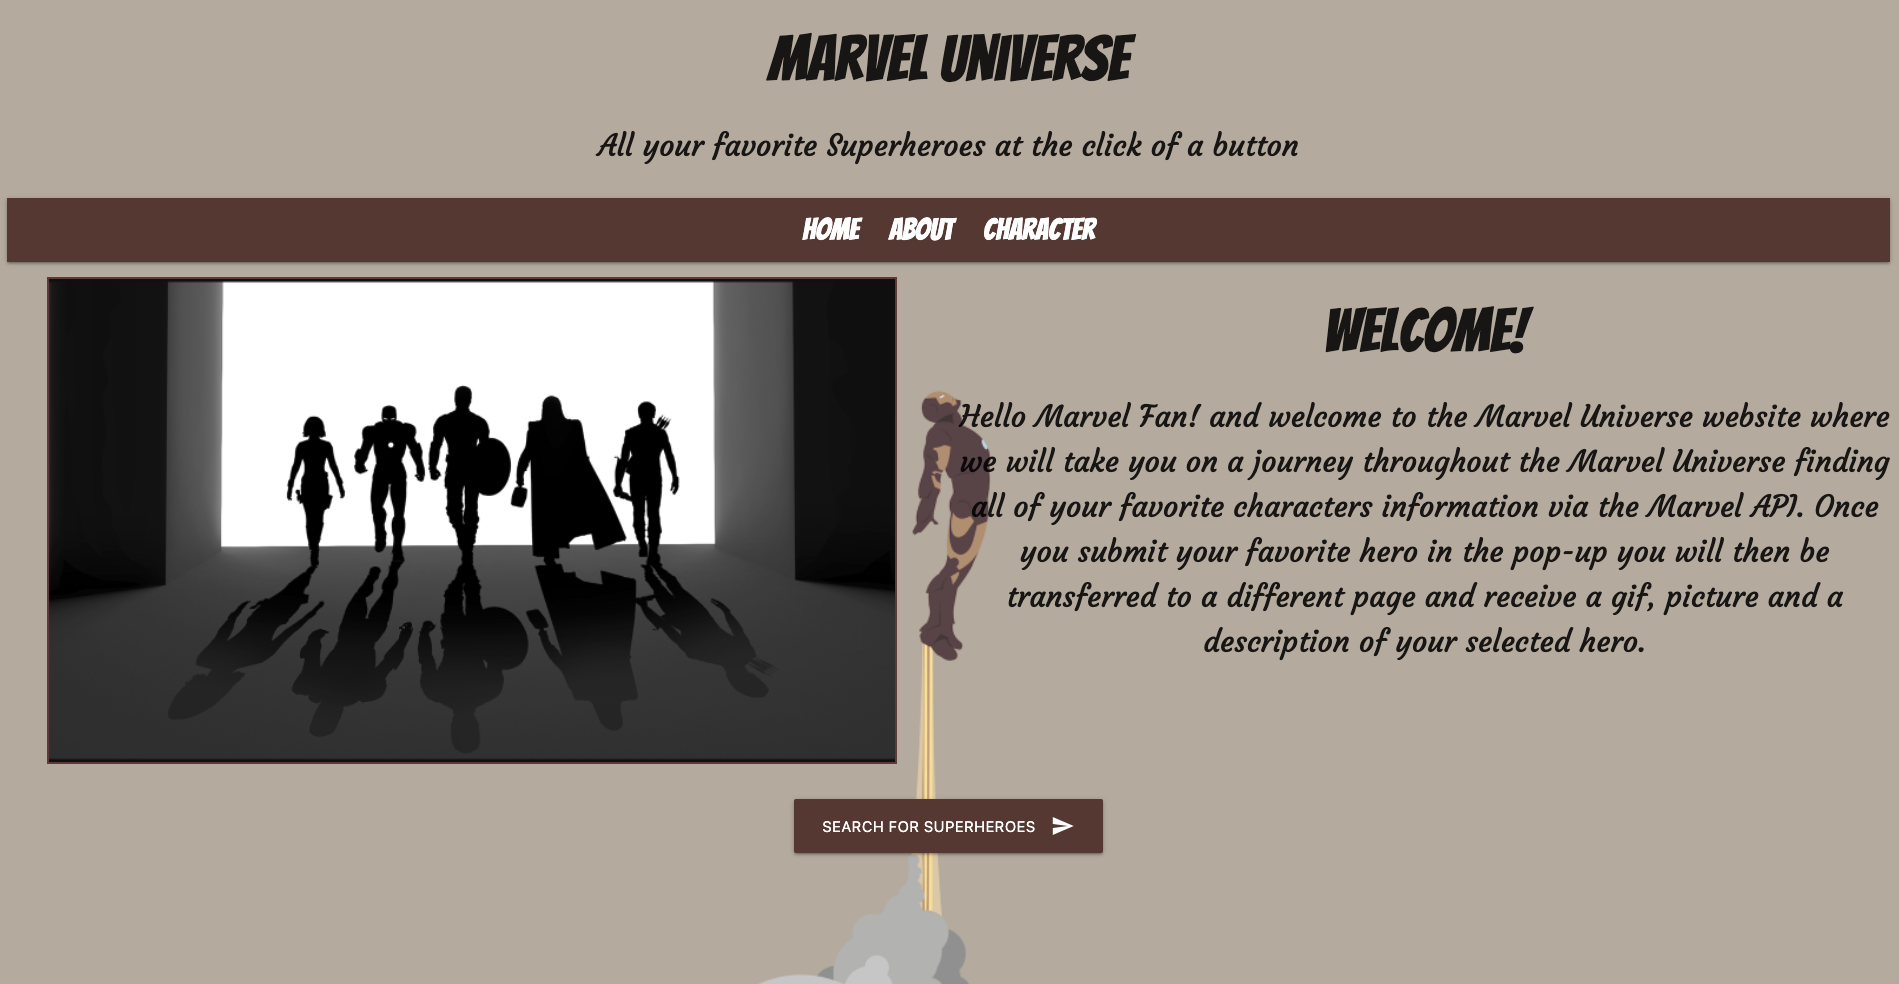 MARVEL UNIVERSE
All your favorite Superheroes at the click of a button
HOME ABOUT CHARACTER
WELCOME!
Hello Marvel Fan! and welcome to the Marvel Universe website where
we will take you on a journey throughout the Marvel Universe finding
all of your favorite characters information via the Marvel API. Once
you submit your favorite hero in the pop-up you will then be
transferred to a different page and receive a gif, picture and a
description of your selected hero.
SEARCH FOR SUPERHEROES